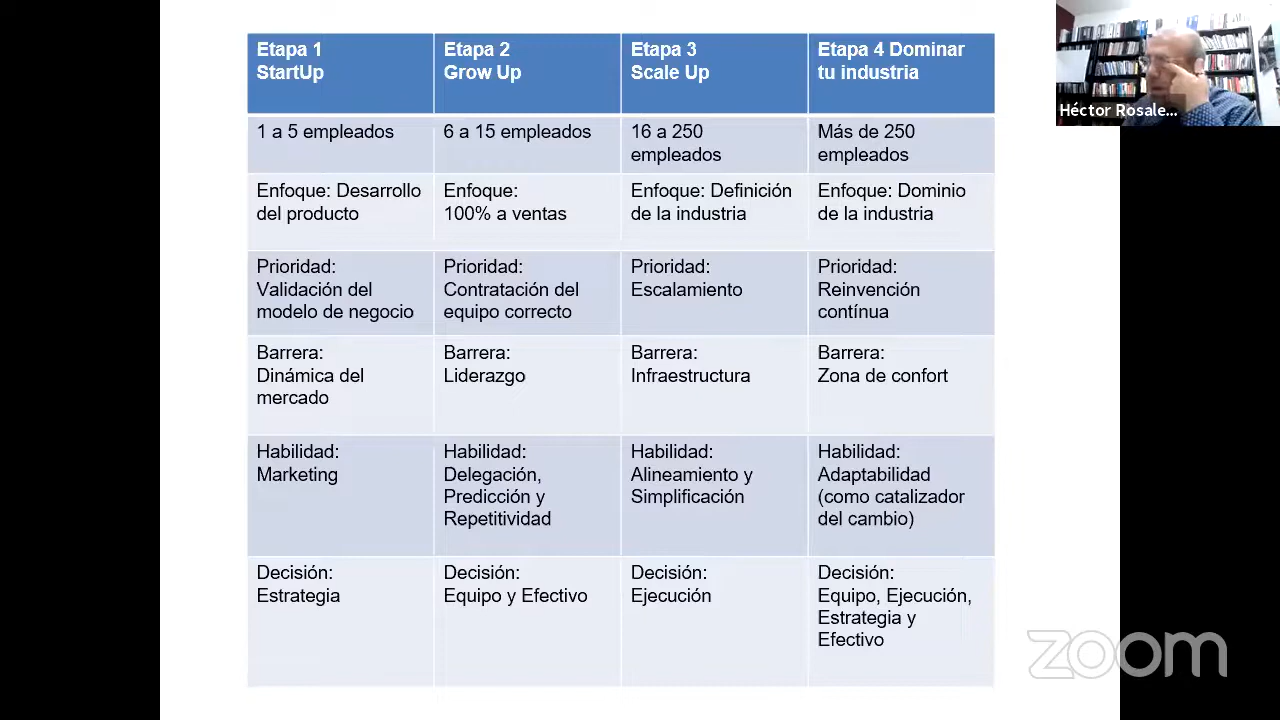 Etapa 1
StartUp
Etapa 2
Grow Up
Etapa 3
Scale Up
Etapa 4 Dominar
tu industria
1 a 5 empleados
6 a 15 empleados
16 a 250
empleados
Más de 250
empleados
Enfoque: Desarrollo
del producto
Enfoque:
100% a ventas
Enfoque: Definición
de la industria
Enfoque: Dominio
de la industria
Prioridad:
Validación del
modelo de negocio
Prioridad:
Contratación del
equipo correcto
Prioridad:
Escalamiento
Prioridad:
Reinvención
contínua
Barrera:
Dinámica del
mercado
Barrera:
Liderazgo
Barrera:
Infraestructura
Barrera:
Zona de confort
Habilidad:
Marketing
Habilidad:
Delegación,
Predicción y
Repetitividad
Habilidad:
Alineamiento y
Simplificación
Habilidad:
Adaptabilidad
(como catalizador
del cambio)
Decisión:
Estrategia
Decisión:
Equipo y Efectivo
Decisión:
Ejecución
Decisión:
Equipo, Ejecución,
Estrategia y
Efectivo
Héctor Rosale...
zoom